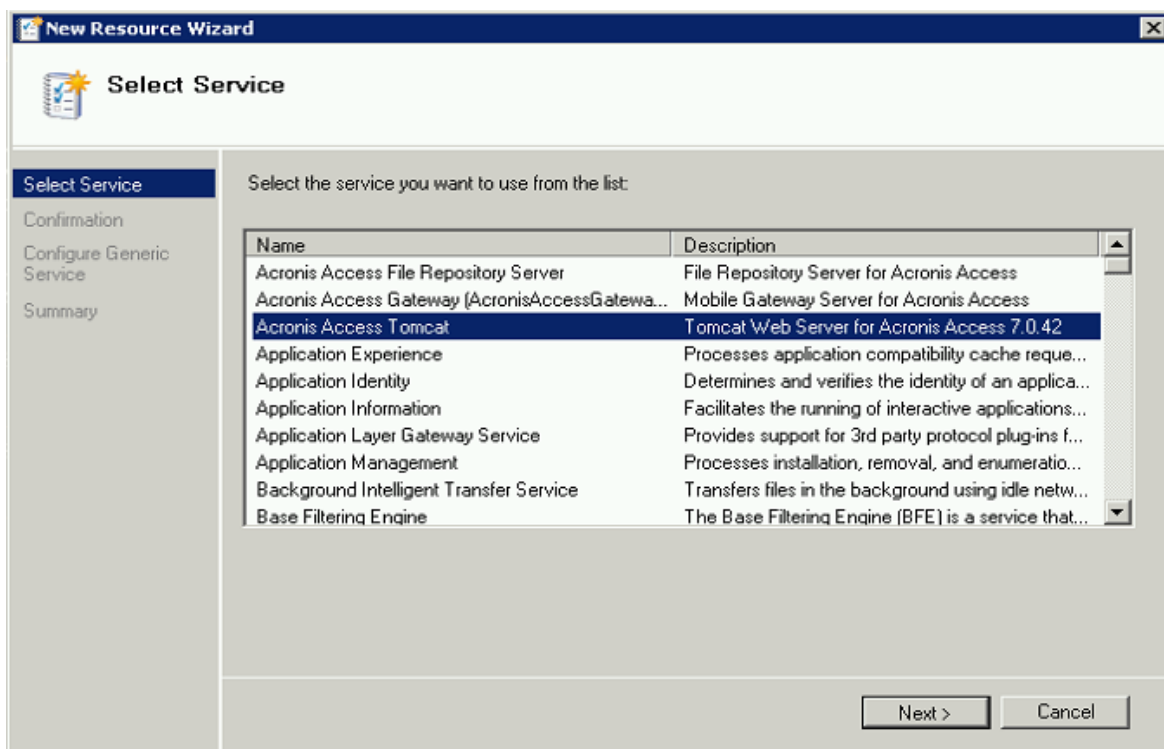 New Resource Wizard
Select Service
Select Service
Confirmation
Configure Generic
Service
Summary
Select the service you want to use from the list:
Name Description
Acronis Access File Repository Server File Repository Server for Acronis Access
Acronis Access Gateway (AcronisAccessGatewa... Mobile Gateway Server for Acronis Access
Acronis Access Tomcat Tomcat Web Server for Acronis Access 7.0.42
Application Experience Processes application compatibility cache reque...
Application Identity Determines and verifies the identity of an applica...
Application Information Facilitates the running of interactive applications...
Application Layer Gateway Service Provides support for 3rd party protocol plug-ins f...
Application Management Processes installation, removal, and enumeratio...
Background Intelligent Transfer Service Transfers files in the background using idle netw...
Base Filtering Engine The Base Filtering Engine (BFE) is a service that...
Next > Cancel